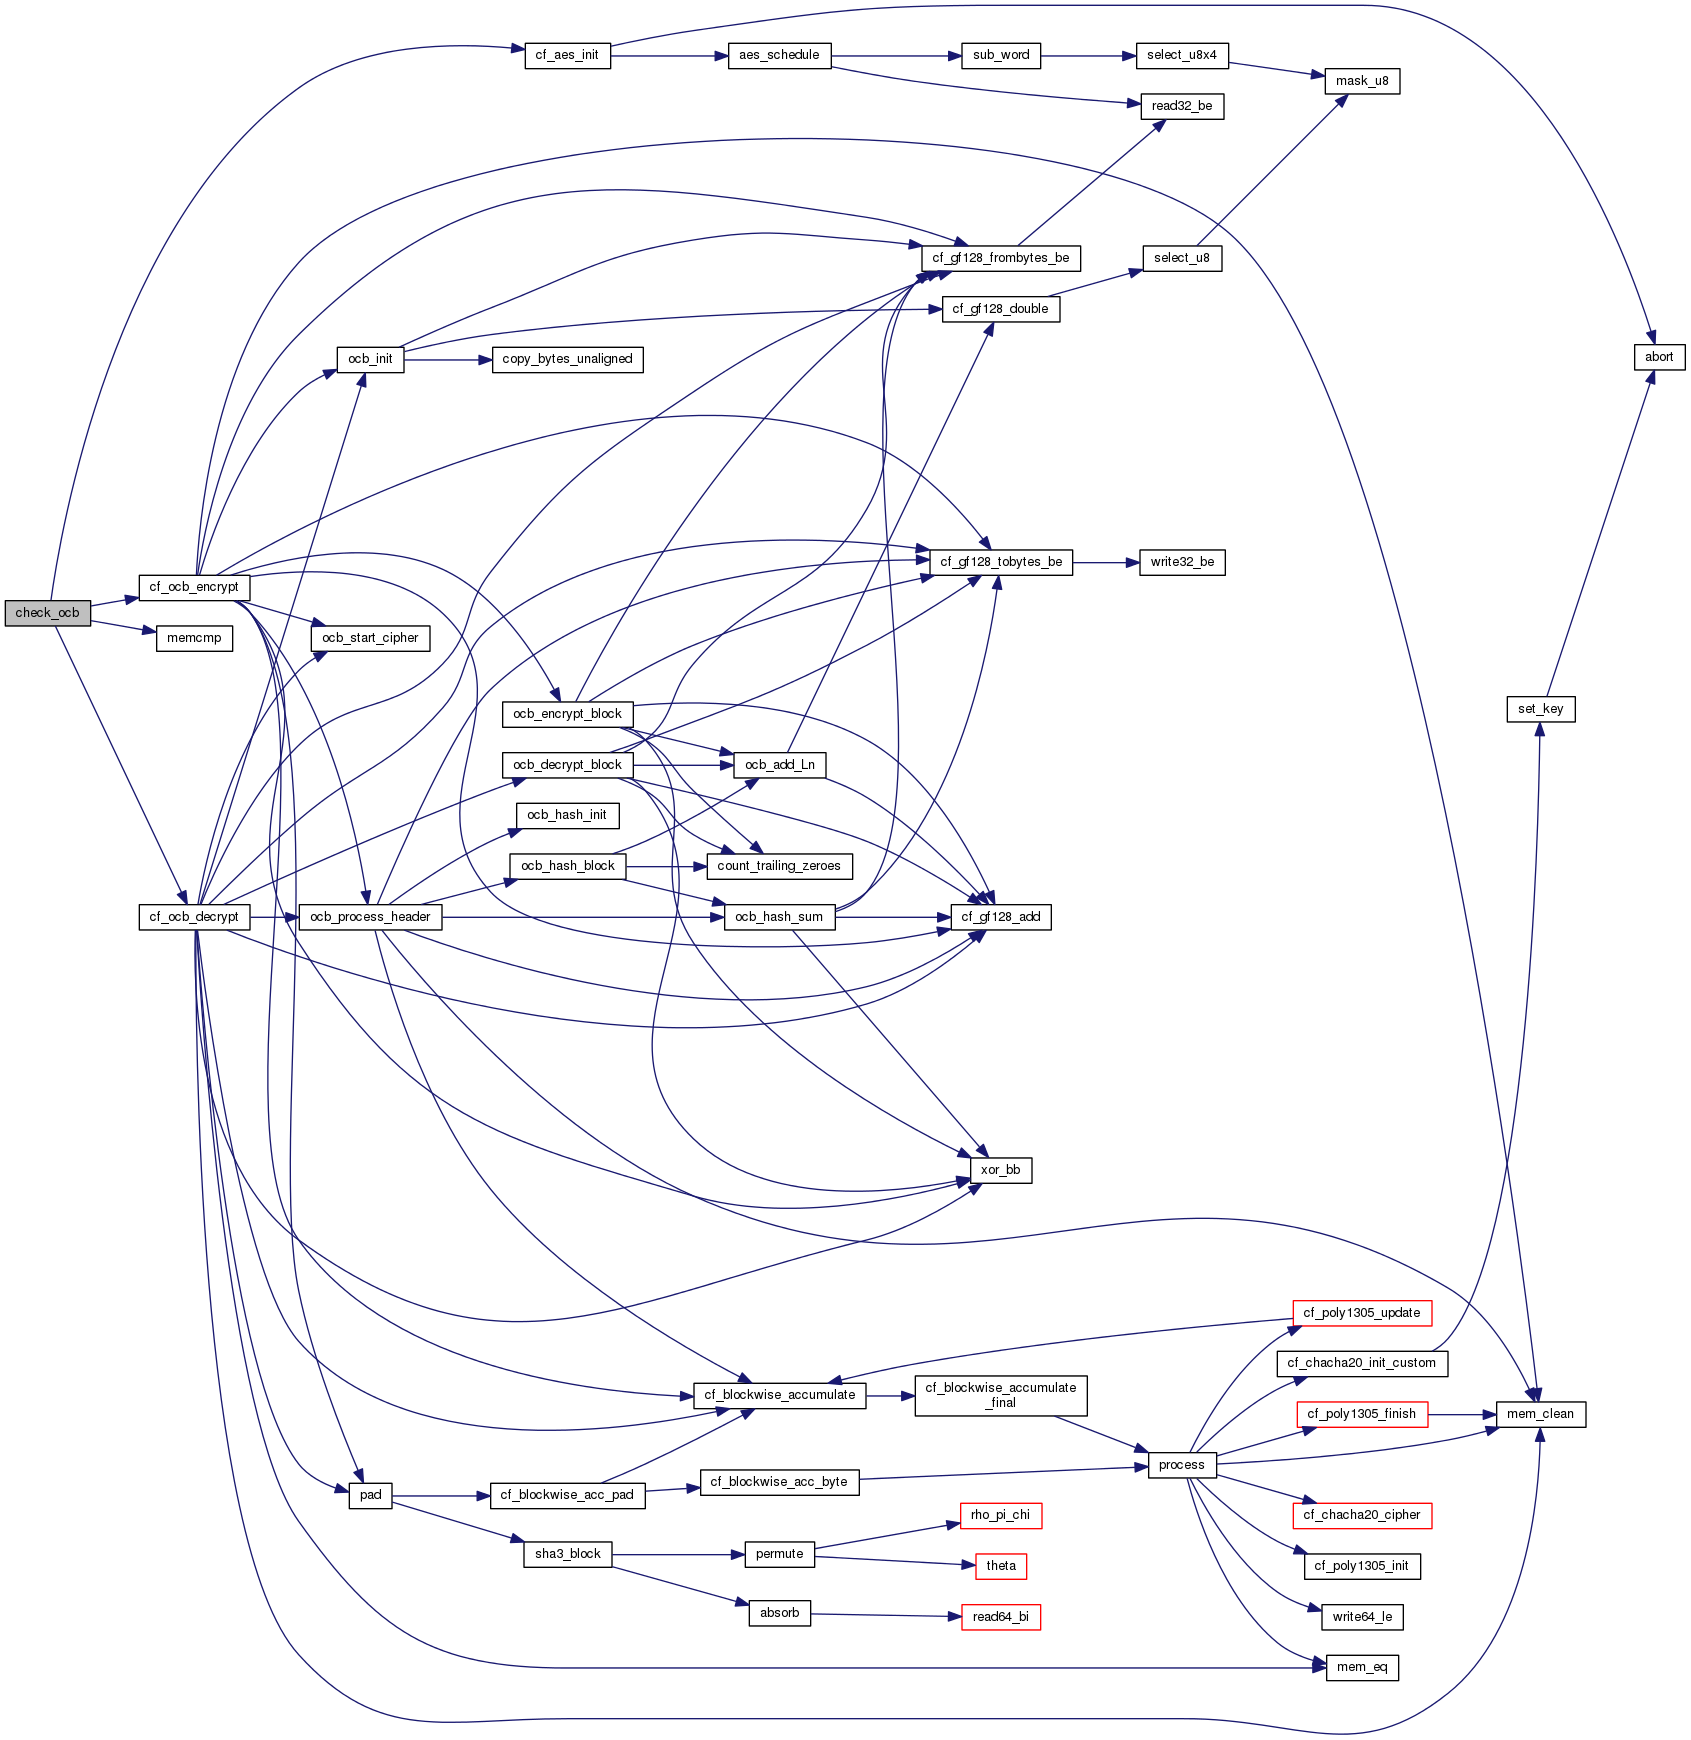 cf_aes_init
aes_schedule
sub_word
select_u8x4
mask_u8
read32_be
cf_gf128_frombytes_be
select_u8
cf_gf128_double
ocb_init
copy_bytes_unaligned
abort
cf_gf128_tobytes_be
write32_be
cf_ocb_encrypt
check_ocb
memcmp
ocb_start_cipher
ocb_encrypt_block
set_key
ocb_decrypt_block
ocb_add_Ln
ocb_hash_init
ocb_hash_block
count_trailing_zeroes
cf_ocb_decrypt
ocb_process_header
ocb_hash_sum
cf_gf128_add
xor_bb
cf_poly1305_update
cf_chacha20_init_custom
cf_blockwise_accumulate
cf_blockwise_accumulate
_final
cf_poly1305_finish
mem_clean
process
cf_blockwise_acc_byte
pad
cf_blockwise_acc_pad
cf_chacha20_cipher
rho_pi_chi
sha3_block
permute
theta
cf_poly1305_init
absorb
read64_bi
write64_le
mem_eq